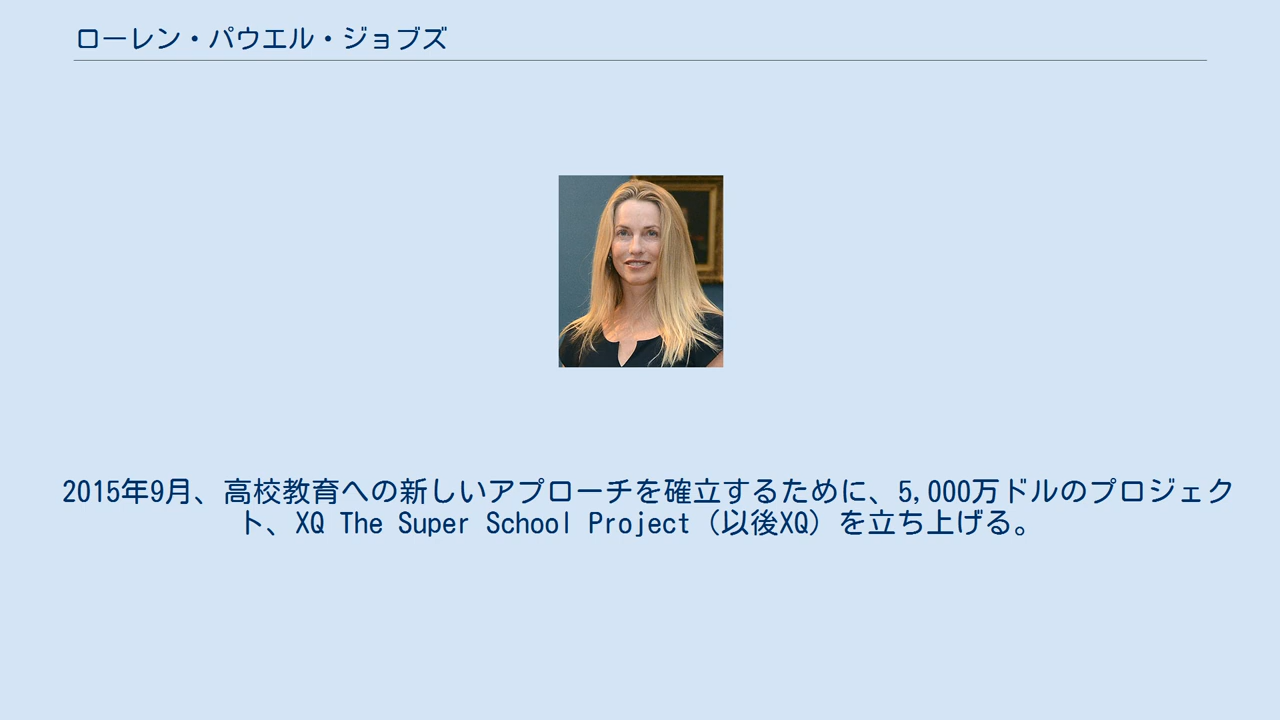 ローレン・パウエル・ジョブズ
2015年9月、高校教育への新しいアプローチを確立するために、5,000万ドルのプロジェク
ト、XQ The Super School Project（以後XQ）を立ち上げる。